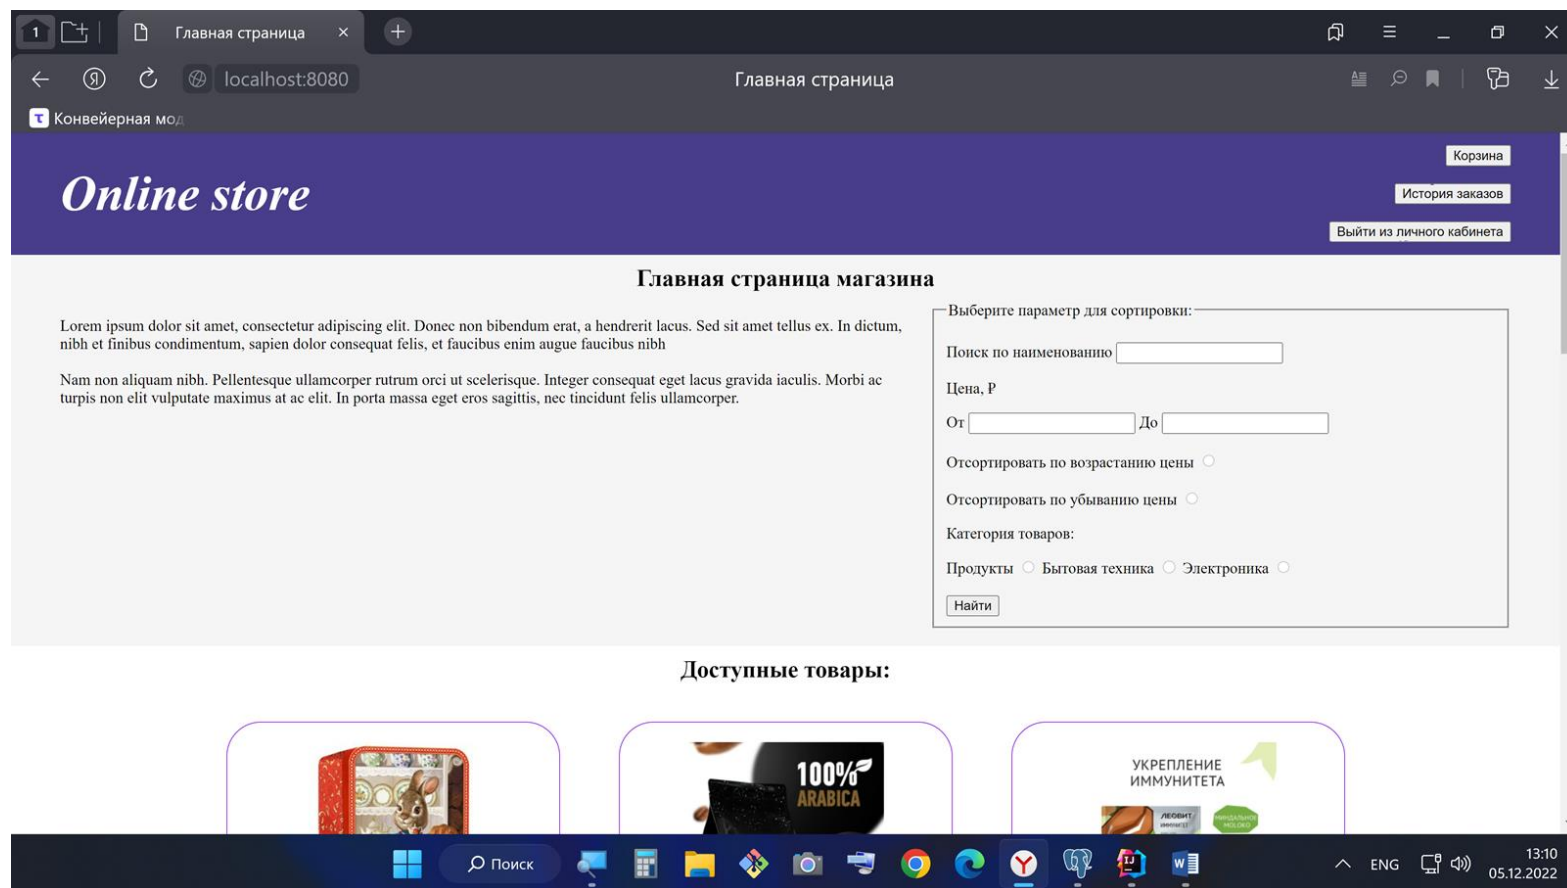 1
Главная страница
localhost:8080
Главная страница
Конвейерная мод
Online store
Корзина
История заказов
Выйти из личного кабинета
Главная страница магазина
Lorem ipsum dolor sit amet, consectetur adipiscing elit. Donec non bibendum erat, a hendrerit lacus. Sed sit amet tellus ex. In dictum,
nibh et finibus condimentum, sapien dolor consequat felis, et faucibus enim augue faucibus nibh
Nam non aliquam nibh. Pellentesque ullamcorper rutrum orci ut scelerisque. Integer consequat eget lacus gravida iaculis. Morbi ac
turpis non elit vulputate maximus at ac elit. In porta massa eget eros sagittis, nec tincidunt felis ullamcorper.
Выберите параметр для сортировки:
Поиск по наименованию
Цена, ₽
От До
Отсортировать по возрастанию цены
Отсортировать по убыванию цены
Категория товаров:
Продукты Бытовая техника Электроника
Найти
Доступные товары:
100%
ARABICA
УКРЕПЛЕНИЕ
ИММУНИТЕТА
ЛЕОВИТ
МИНДАЛЬНОЕ
MOLOKO
Поиск
ENG
13:10
05.12.2022